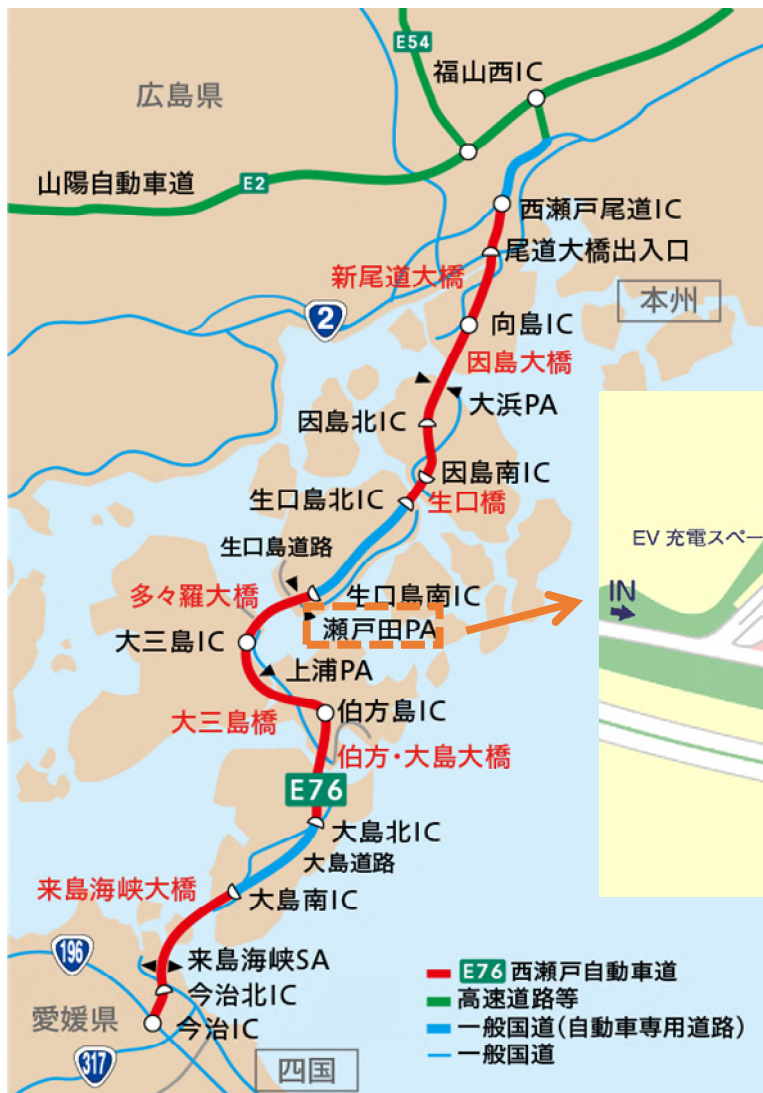 E54
福山西IC
広島県
山陽自動車道
E2
西瀬戸尾道IC
尾道大橋出入口
新尾道大橋
本州
2
向島IC
因島大橋
大浜PA
因島北IC
因島南IC
生口島北IC
生口橋
EV 充電スペー
生口島道路
IN
多々羅大橋
生口島南IC
瀬戸田PA
大三島IC
上浦PA
伯方島IC
大三島橋
伯方・大島大橋
E76
大島北IC
大島道路
来島海峡大橋
大島南IC
196
来島海峡SA
E76 西瀬戸自動車道
今治北IC
高速道路等
愛媛県
今治IC
一般国道(自動車専用道路)
一般国道
317
四国